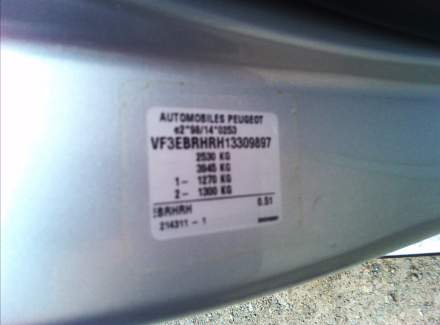 AUTOMOBILES PEUGEOT
e2*98/14*0253
VF3EBRHRH13309897
2530 KG
3945 KG
1- 1270 KG
2- 1300 KG
EBRHRH 0.51
214311 - 1